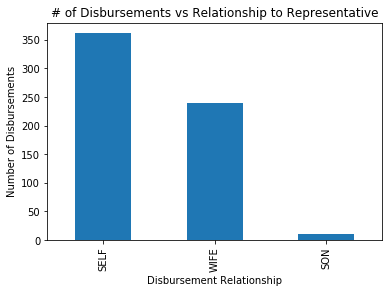 # of Disbursements vs Relationship to Representative
Number of Disbursements
350
300
250
200
150
100
50
0
SELF
WIFE
SON
Disbursement Relationship